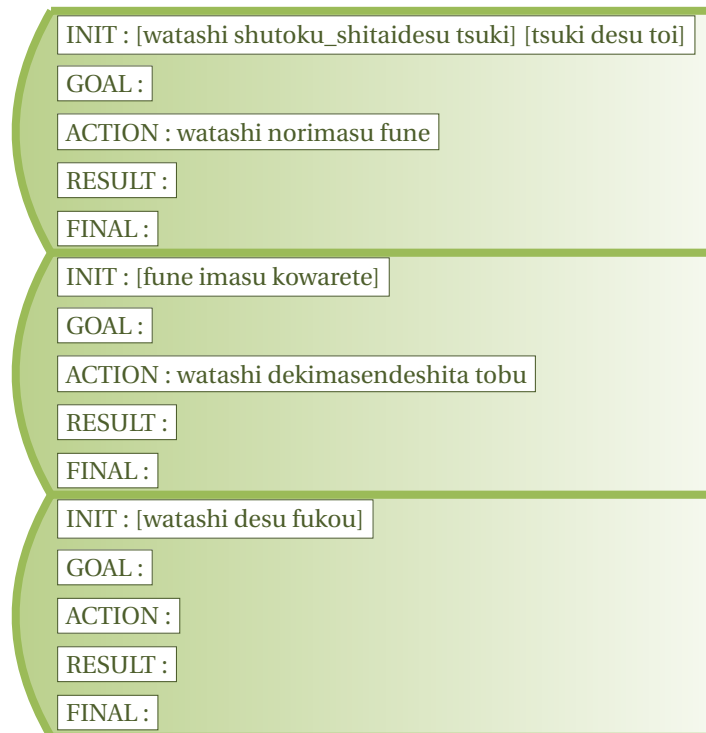 INIT : [watashi shutoku_shitaidesu tsuki] [tsuki desu toi]
GOAL :
ACTION : watashi norimasu fune
RESULT :
FINAL :
INIT : [fune imasu kowarete]
GOAL :
ACTION : watashi dekimasendeshita tobu
RESULT :
FINAL :
INIT : [watashi desu fukou]
GOAL :
ACTION :
RESULT :
FINAL :